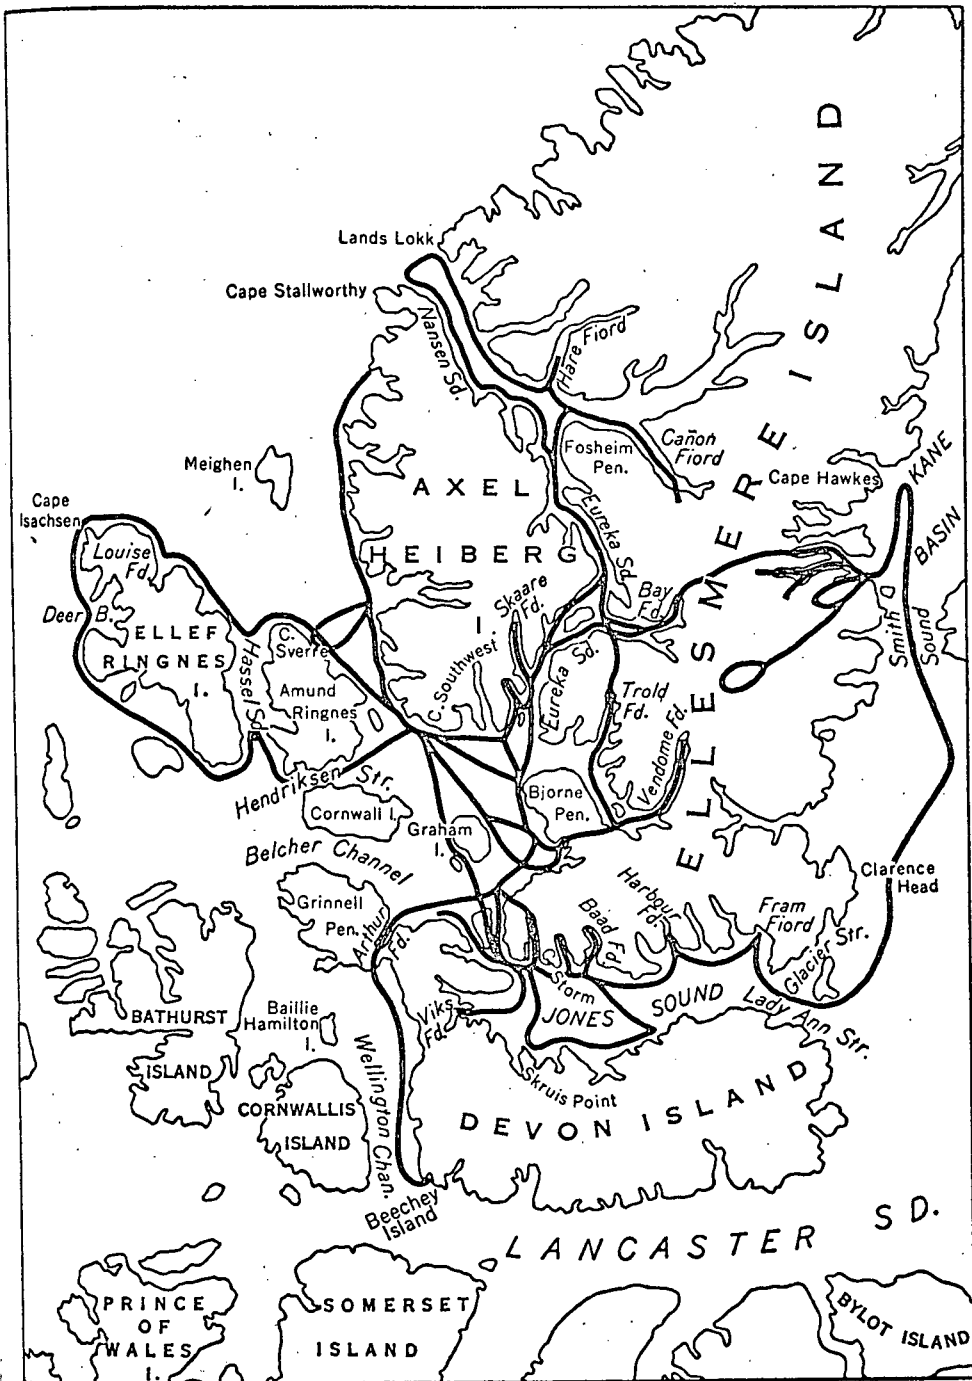 ELLESMERE ISLAND
Lands Lokk
Cape Stallworthy
Nansen Sd.
Hare Fiord
Cañon
Fiord
Fosheim
Pen.
Meighen
I.
AXEL
HEIBERG
I.
Cape Hawkes
KANE
BASIN
Cape
Isachsen
Louise
Fd.
Deer B.
ELLEF
RINGNES
I.
Hassel Sd.
C.
Sverre
Amund
Ringnes
I.
Eureka Sd.
Skaare
Fd.
Bay
Fd.
Smith
Sound
C. Southwest
Eureka
Sd.
Trold
Fd.
Vendome Fd.
Hendriksen Str.
Cornwall I.
Bjorne
Pen.
Graham
I.
Belcher Channel
Grinnell
Pen.
Arthur
Fd.
Clarence
Head
Harbour
Fd.
Baad Fd.
Fram
Fiord
Glacier Str.
C. Storm
JONES SOUND
Lady Ann Str.
Viks
Fd.
Skruis Point
BATHURST
ISLAND
Baillie
Hamilton
I.
CORNWALLIS
ISLAND
Wellington Chan.
DEVON ISLAND
Beechey
Island
LANCASTER SD.
PRINCE
OF
WALES
I.
SOMERSET
ISLAND
BYLOT ISLAND